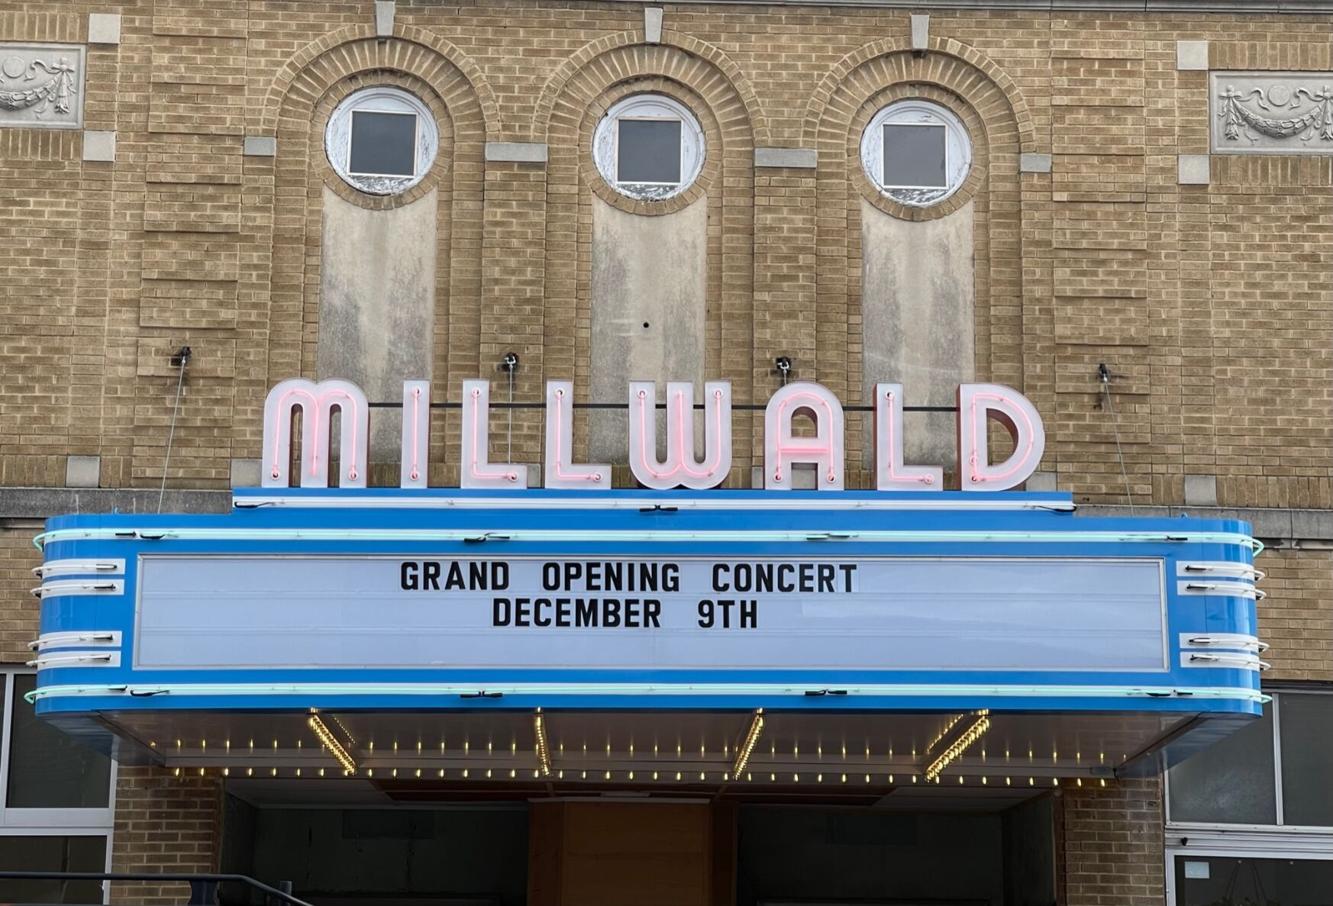 MILLWALD
GRAND OPENING CONCERT
DECEMBER 9TH